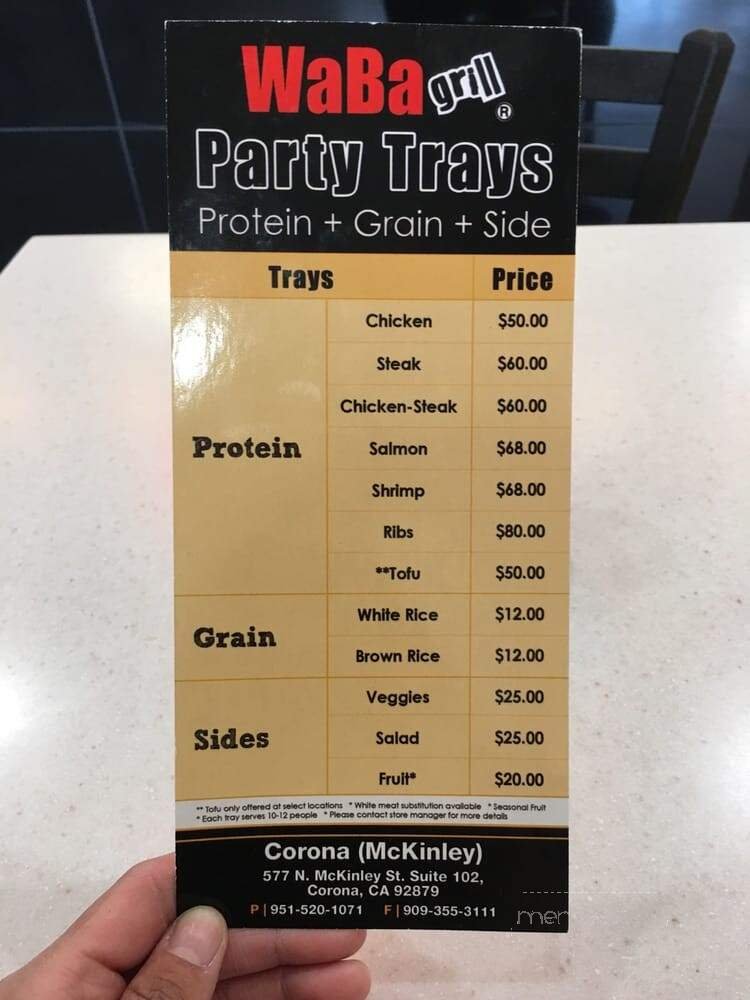 WaBa grill ®
Party Trays
Protein + Grain + Side
Trays Price
Protein
Chicken $50.00
Steak $60.00
Chicken-Steak $60.00
Salmon $68.00
Shrimp $68.00
Ribs $80.00
**Tofu $50.00
Grain
White Rice $12.00
Brown Rice $12.00
Sides
Veggies $25.00
Salad $25.00
Fruit* $20.00
** Tofu only offered at select locations * White meat substitution available * Seasonal Fruit
* Each tray serves 10-12 people * Please contact store manager for more details
Corona (McKinley)
577 N. McKinley St. Suite 102,
Corona, CA 92879
P | 951-520-1071 F | 909-355-3111